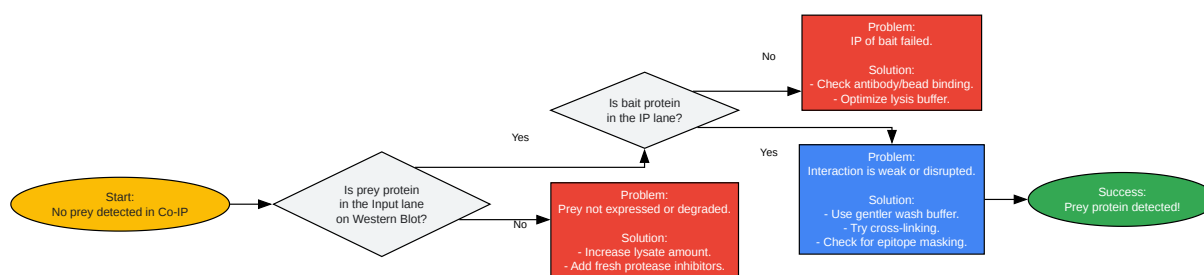 Start:
No prey detected in Co-IP
Is prey protein
in the Input lane
on Western Blot?
Yes
No
Is bait protein
in the IP lane?
No
Yes
Problem:
Prey not expressed or degraded.
Solution:
- Increase lysate amount.
- Add fresh protease inhibitors.
Problem:
IP of bait failed.
Solution:
- Check antibody/bead binding.
- Optimize lysis buffer.
Problem:
Interaction is weak or disrupted.
Solution:
- Use gentler wash buffer.
- Try cross-linking.
- Check for epitope masking.
Success:
Prey protein detected!